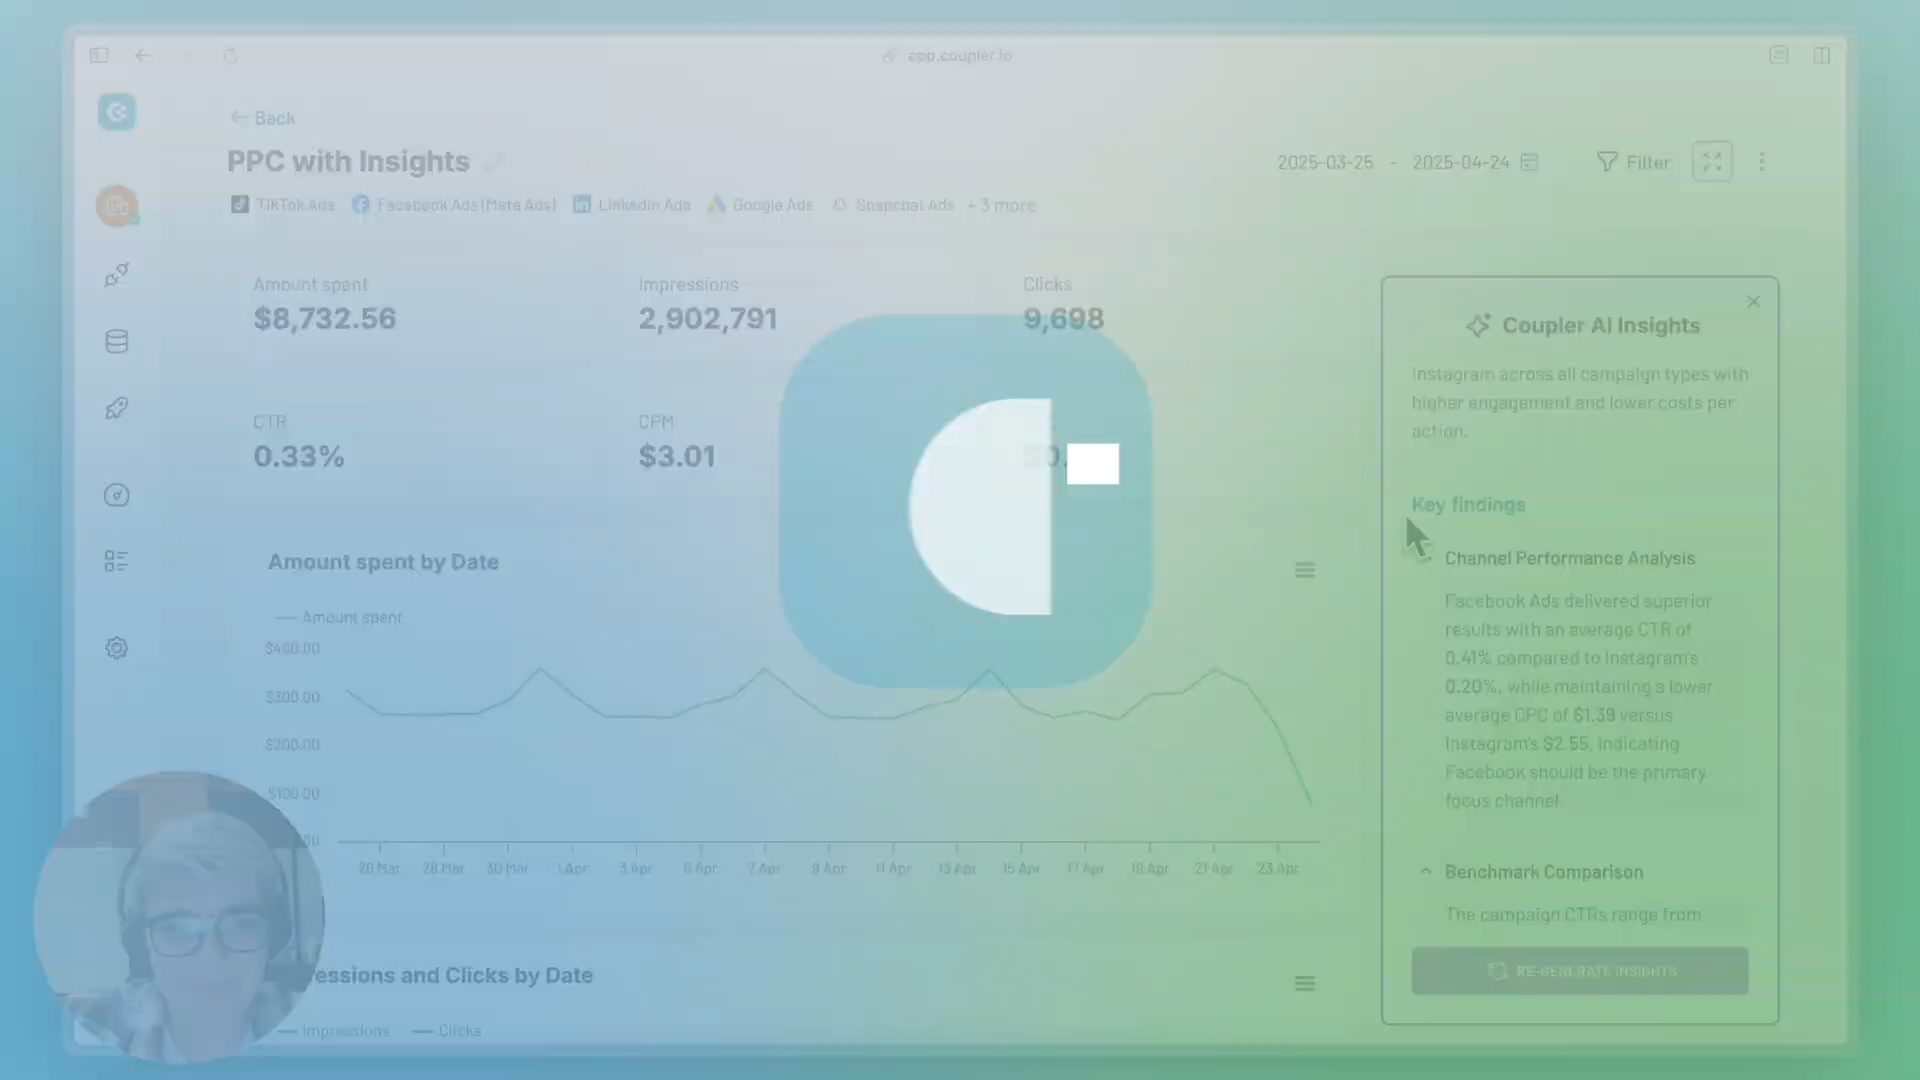 app.coupler.io
Back
PPC with Insights
2025-03-25 - 2025-04-24
Filter
TikTok Ads
Facebook Ads (Meta Ads)
LinkedIn Ads
Google Ads
Snapchat Ads
+ 3 more
Amount spent
$8,732.56
Impressions
2,902,791
Clicks
9,698
CTR
0.33%
CPM
$3.01
Amount spent by Date
Amount spent
$400.00
$300.00
$200.00
$100.00
26 Mar
28 Mar
30 Mar
1 Apr
3 Apr
5 Apr
7 Apr
9 Apr
11 Apr
13 Apr
15 Apr
17 Apr
19 Apr
21 Apr
23 Apr
essions and Clicks by Date
Impressions
Clicks
Coupler AI Insights
Instagram across all campaign types with
higher engagement and lower costs per
action.
Key findings
Channel Performance Analysis
Facebook Ads delivered superior
results with an average CTR of
0.41% compared to Instagram's
0.20%, while maintaining a lower
average CPC of $1.39 versus
Instagram's $2.55, indicating
Facebook should be the primary
focus channel.
Benchmark Comparison
The campaign CTRs range from
RE-GENERATE INSIGHTS